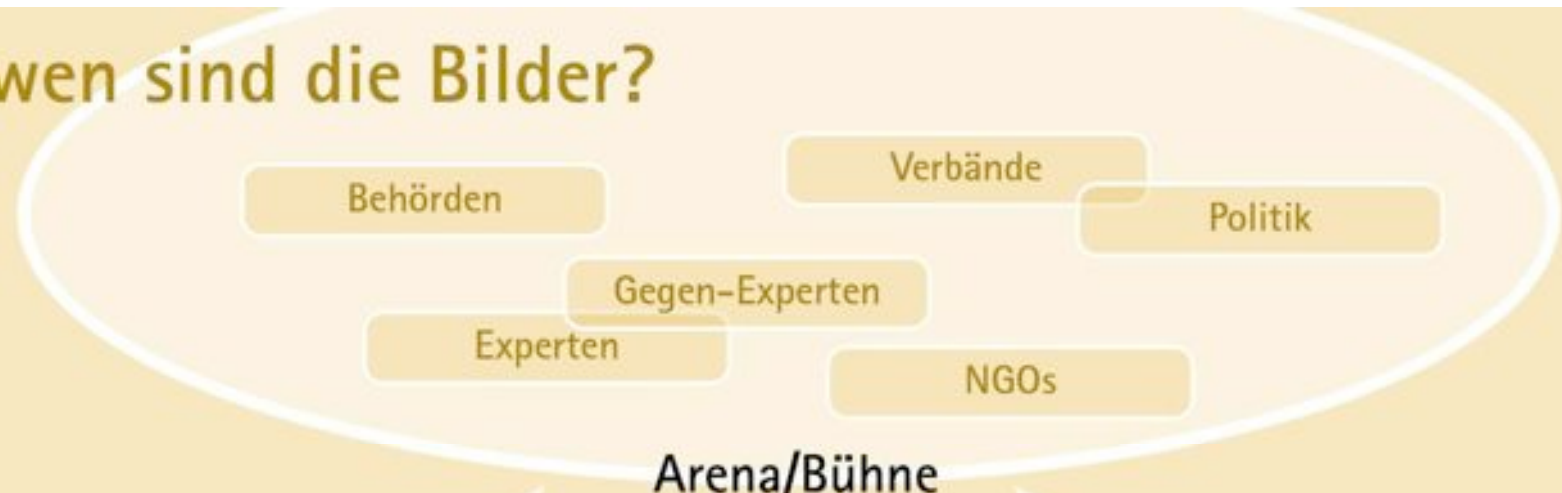 wen sind die Bilder?
Verbände
Behörden
Politik
Gegen-Experten
Experten
NGOs
Arena/Bühne